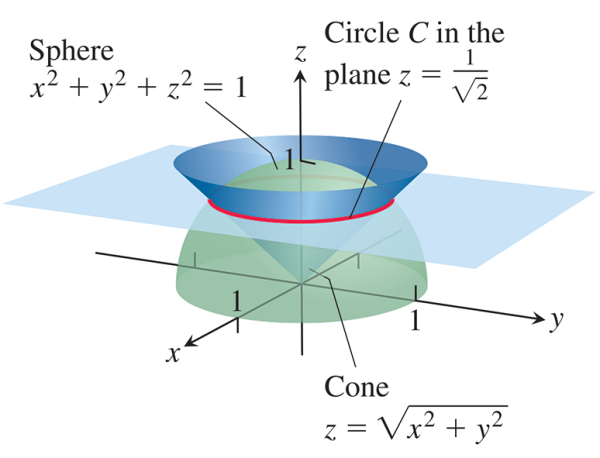 Sphere
x² + y² + z² = 1
Circle C in the
plane z = 1/√2
z
1
1
x
1
y
Cone
z = √(x² + y²)